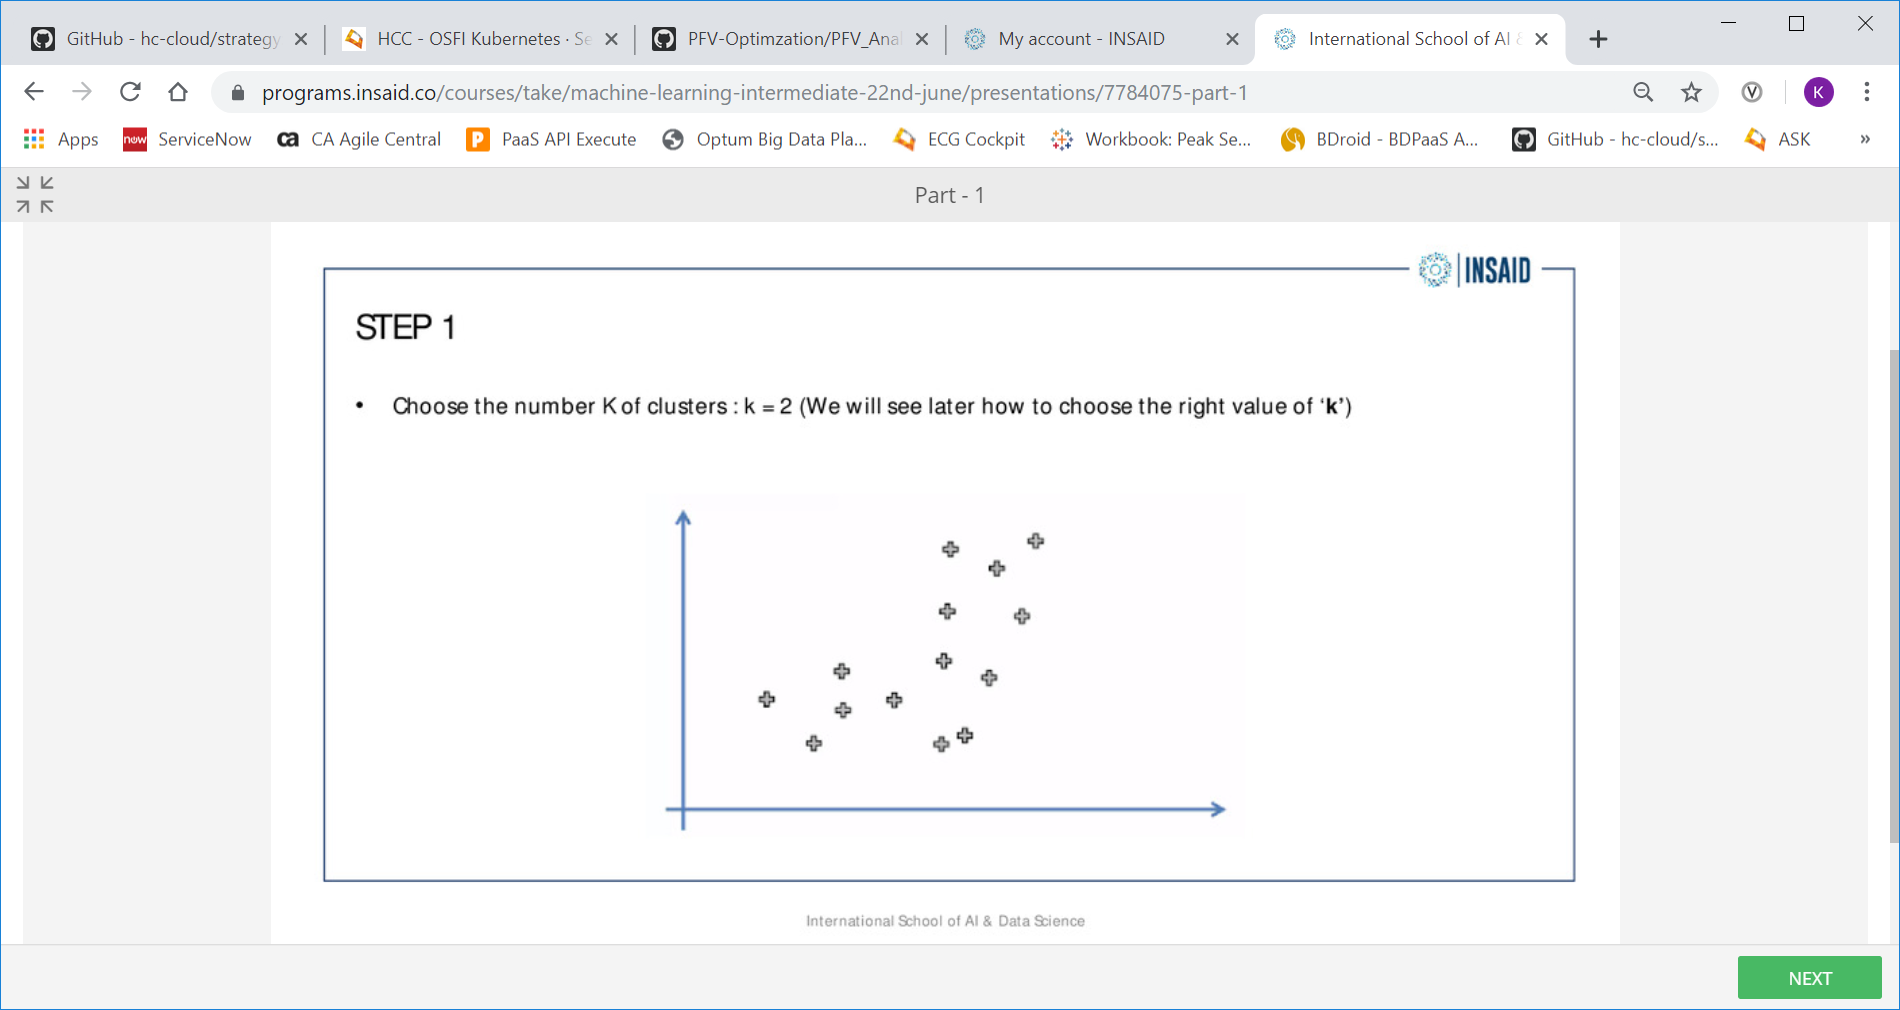 GitHub - hc-cloud/strategy
HCC - OSFI Kubernetes · Se
PFV-Optimzation/PFV_Anal
My account - INSAID
International School of AI &
programs.insaid.co/courses/take/machine-learning-intermediate-22nd-june/presentations/7784075-part-1
K
Apps
now
ServiceNow
ca
CA Agile Central
P
PaaS API Execute
Optum Big Data Pla...
ECG Cockpit
Workbook: Peak Se...
BDroid - BDPaaS A...
GitHub - hc-cloud/s...
ASK
»
Part - 1
INSAID
STEP 1
• Choose the number K of clusters : k = 2 (We will see later how to choose the right value of ‘k’)
International School of AI & Data Science
NEXT